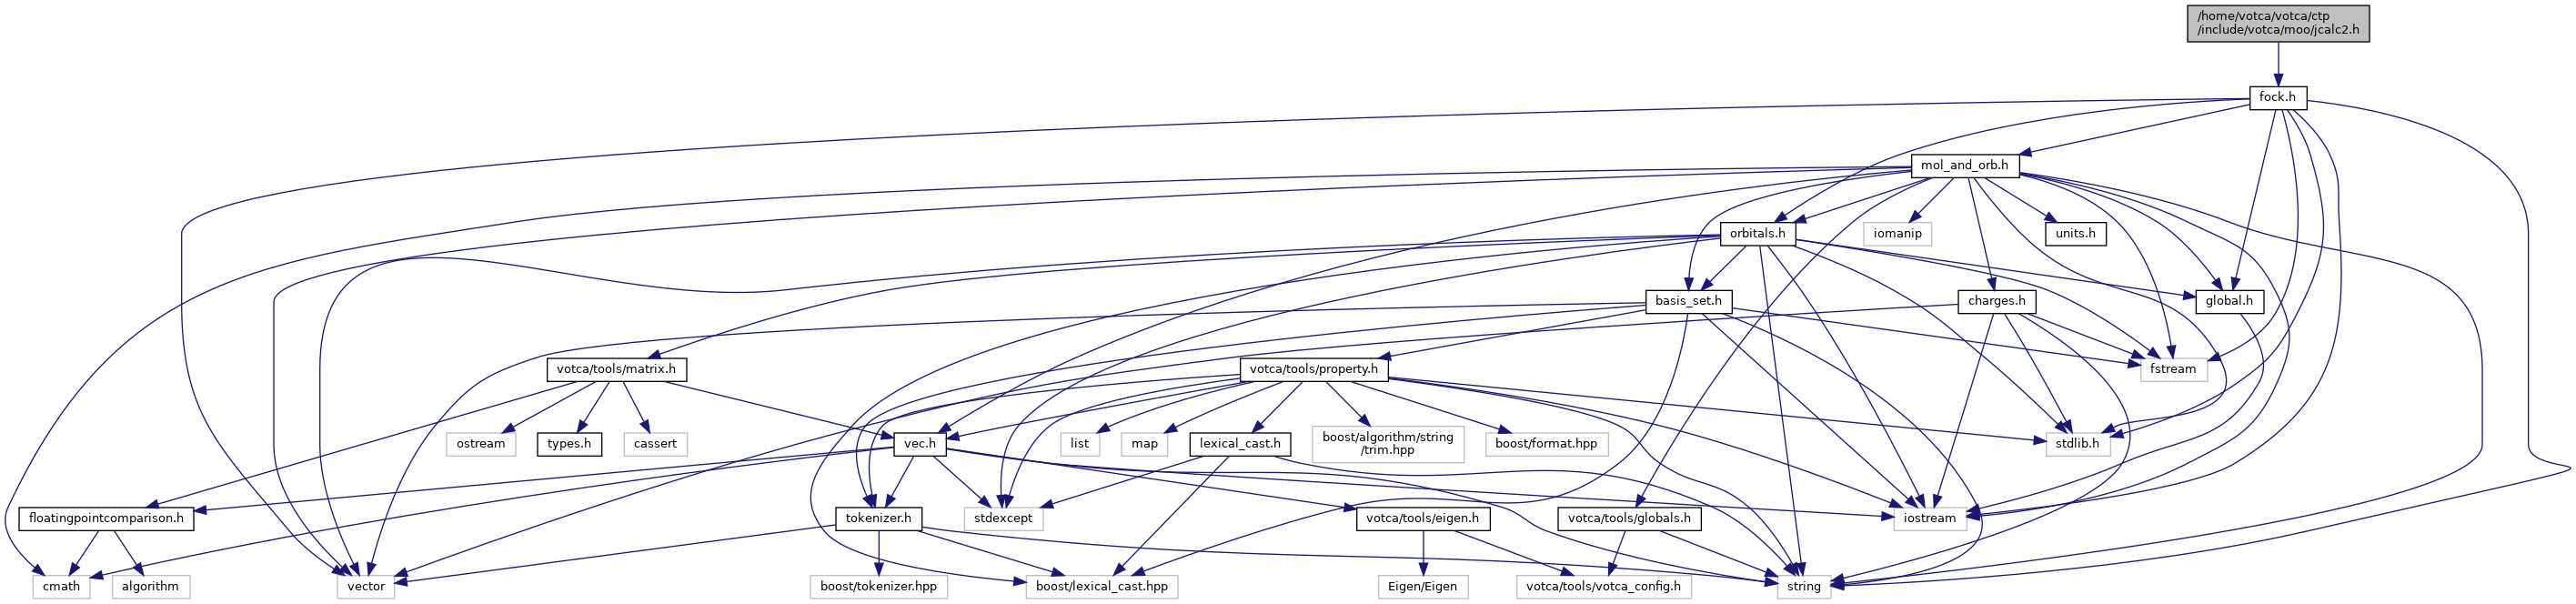 /home/votca/votca/ctp
/include/votca/moo/jcalc2.h
fock.h
mol_and_orb.h
orbitals.h
iomanip
units.h
basis_set.h
charges.h
global.h
votca/tools/matrix.h
votca/tools/property.h
fstream
ostream
types.h
cassert
vec.h
list
map
lexical_cast.h
boost/algorithm/string
/trim.hpp
boost/format.hpp
stdlib.h
floatingpointcomparison.h
tokenizer.h
stdexcept
votca/tools/eigen.h
votca/tools/globals.h
iostream
cmath
algorithm
vector
boost/tokenizer.hpp
boost/lexical_cast.hpp
Eigen/Eigen
votca/tools/votca_config.h
string